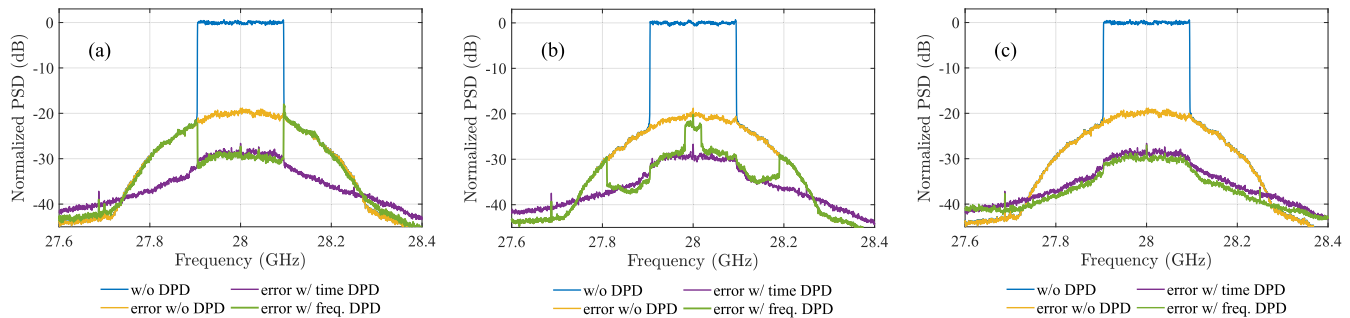 0
-10
-20
-30
-40
Normalized PSD (dB)
(a)
27.6
27.8
28
28.2
28.4
Frequency (GHz)
w/o DPD
error w/ time DPD
error w/o DPD
error w/ freq. DPD
0
-10
-20
-30
-40
Normalized PSD (dB)
(b)
27.6
27.8
28
28.2
28.4
Frequency (GHz)
w/o DPD
error w/ time DPD
error w/o DPD
error w/ freq. DPD
0
-10
-20
-30
-40
Normalized PSD (dB)
(c)
27.6
27.8
28
28.2
28.4
Frequency (GHz)
w/o DPD
error w/ time DPD
error w/o DPD
error w/ freq. DPD